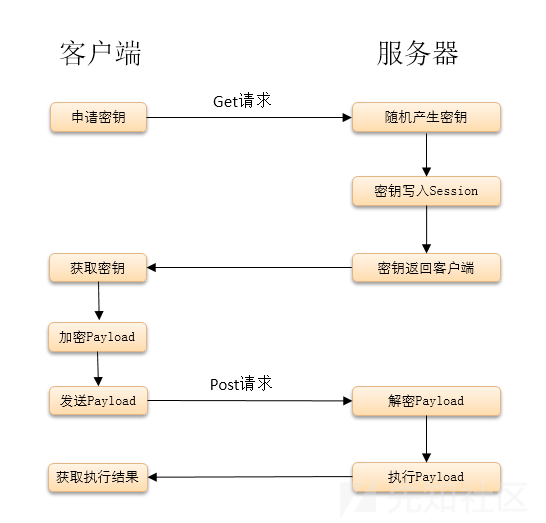 客户端
服务器
Get请求
申请密钥
随机产生密钥
密钥写入Session
获取密钥
密钥返回客户端
加密Payload
Post请求
发送Payload
解密Payload
获取执行结果
执行Payload
先知社区